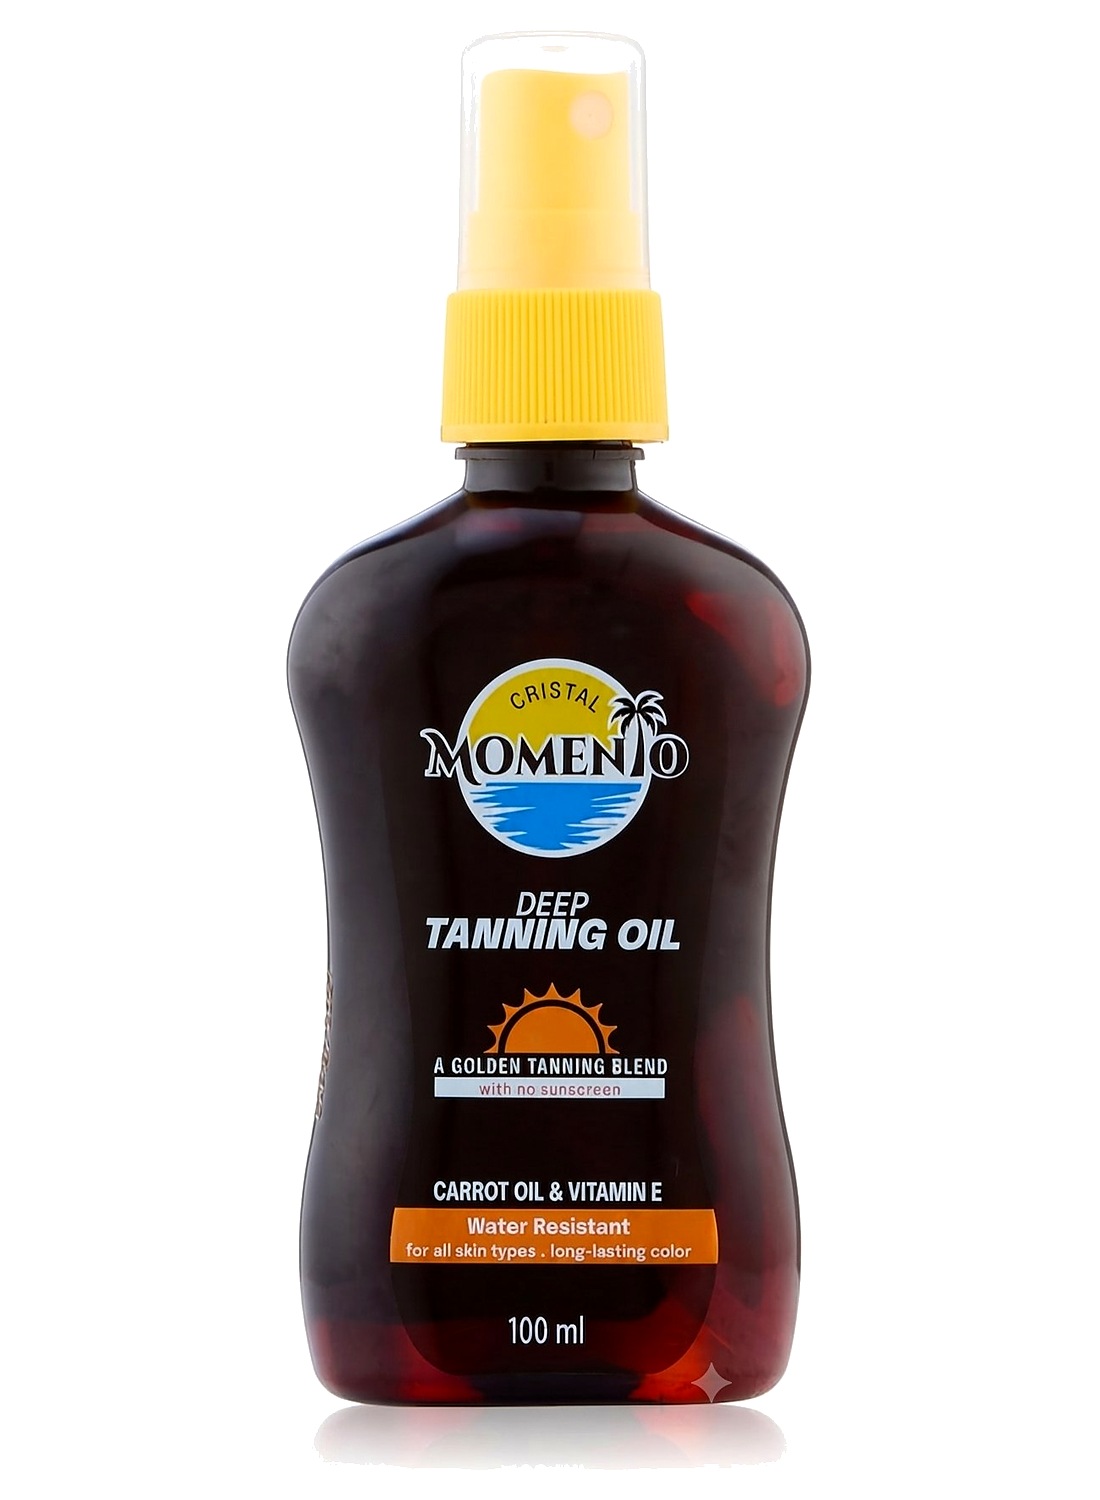 CRISTAL
MOMENTO
DEEP
TANNING OIL
A GOLDEN TANNING BLEND
with no sunscreen
CARROT OIL & VITAMIN E
Water Resistant
for all skin types . long-lasting color
100 ml